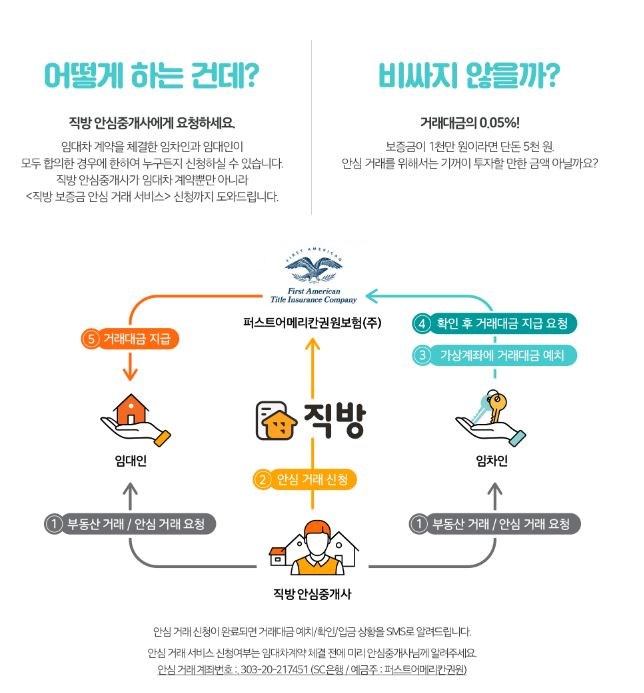 어떻게 하는 건데?
직방 안심중개사에게 요청하세요.
임대차 계약을 체결한 임차인과 임대인이
모두 합의한 경우에 한하여 누구든지 신청하실 수 있습니다.
직방 안심중개사가 임대차 계약뿐만 아니라
<직방 보증금 안심 거래 서비스> 신청까지 도와드립니다.
비싸지 않을까?
거래대금의 0.05%!
보증금이 1천만 원이라면 단돈 5천 원.
안심 거래를 위해서는 기꺼이 투자할 만한 금액 아닐까요?
FIRST AMERICAN
First American
Title Insurance Company
퍼스트어메리칸권원보험(주)
⑤ 거래대금 지급
④ 확인 후 거래대금 지급 요청
③ 가상계좌에 거래대금 예치
직방
임대인
임차인
② 안심 거래 신청
① 부동산 거래 / 안심 거래 요청
① 부동산 거래 / 안심 거래 요청
직방 안심중개사
안심 거래 신청이 완료되면 거래대금 예치/확인/입금 상황을 SMS로 알려드립니다.
안심 거래 서비스 신청여부는 임대차계약 체결 전에 미리 안심중개사님께 알려주세요.
안심 거래 계좌번호 : 303-20-217451 (SC은행 / 예금주 : 퍼스트어메리칸권원)